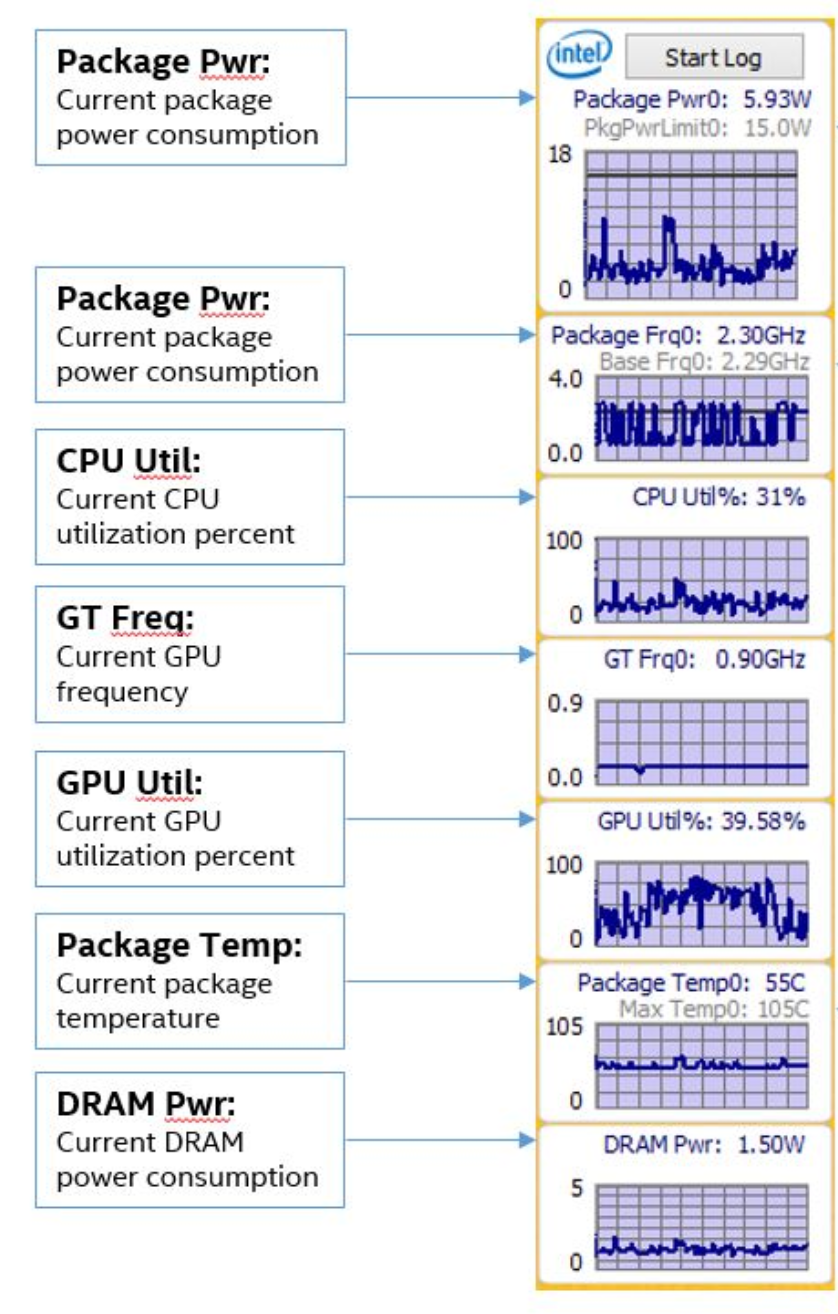 Package Pwr:
Current package
power consumption
Package Pwr:
Current package
power consumption
CPU Util:
Current CPU
utilization percent
GT Freq:
Current GPU
frequency
GPU Util:
Current GPU
utilization percent
Package Temp:
Current package
temperature
DRAM Pwr:
Current DRAM
power consumption
intel
Start Log
Package Pwr0: 5.93W
PkgPwrLimit0: 15.0W
18
0
Package Frq0: 2.30GHz
Base Frq0: 2.29GHz
4.0
0.0
CPU Util%: 31%
100
0
GT Frq0: 0.90GHz
0.9
0.0
GPU Util%: 39.58%
100
0
Package Temp0: 55C
Max Temp0: 105C
105
0
DRAM Pwr: 1.50W
5
0